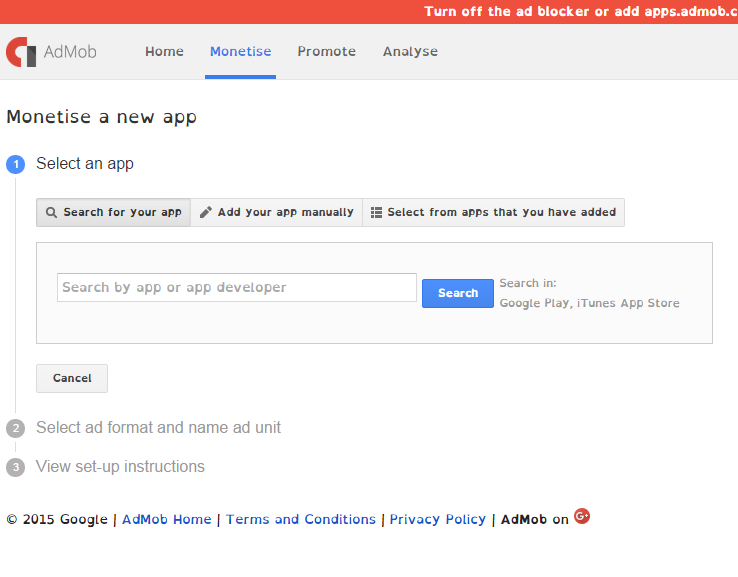 Turn off the ad blocker or add apps.admob.c
AdMob Home Monetise Promote Analyse
Monetise a new app
1 Select an app
Search for your app Add your app manually Select from apps that you have added
Search by app or app developer Search Search in:
Google Play, iTunes App Store
Cancel
2 Select ad format and name ad unit
3 View set-up instructions
© 2015 Google | AdMob Home | Terms and Conditions | Privacy Policy | AdMob on G+